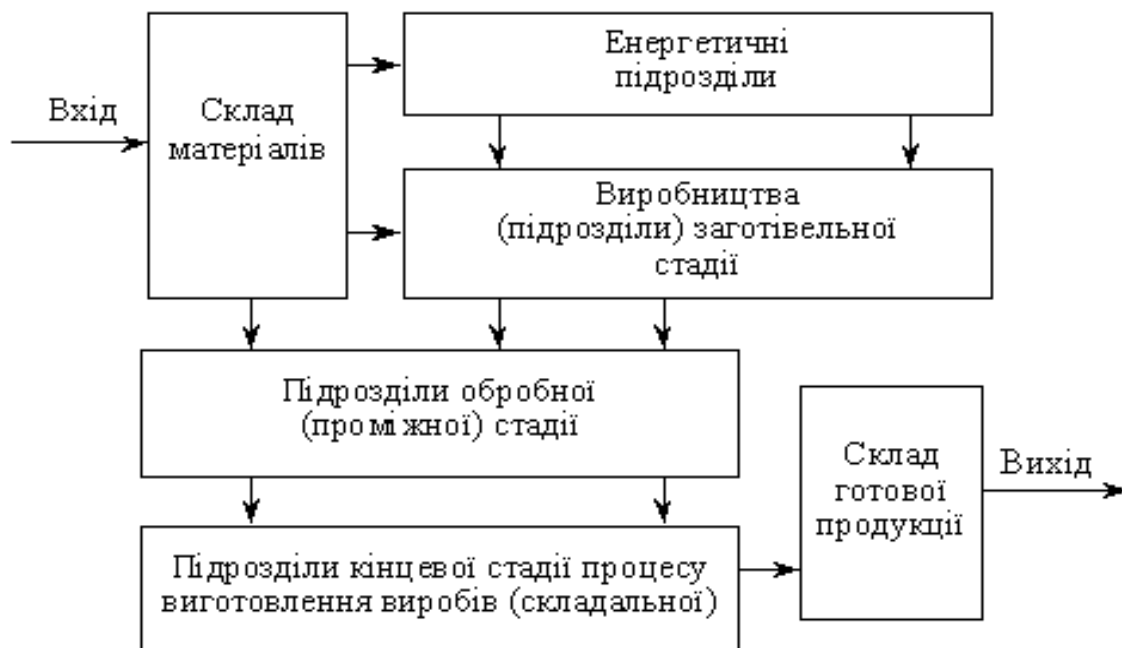 Енергетичні
підрозділи
Вхід
Склад
матеріалів
Виробництва
(підрозділи) заготівельної
стадії
Підрозділи обробної
(проміжної) стадії
Склад
готової
продукції
Вихід
Підрозділи кінцевої стадії процесу
виготовлення виробів (складальної)